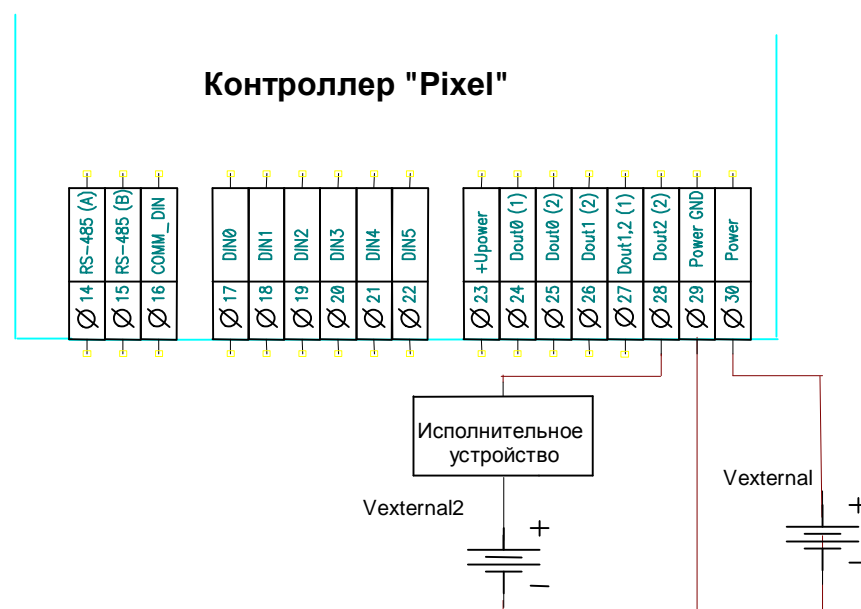 Контроллер "Pixel"
14 RS-485 (A)
15 RS-485 (B)
16 COMM_DIN
17 DIN0
18 DIN1
19 DIN2
20 DIN3
21 DIN4
22 DIN5
23 +Upower
24 Dout0 (1)
25 Dout0 (2)
26 Dout1 (2)
27 Dout1,2 (1)
28 Dout2 (2)
29 Power GND
30 Power
Исполнительное
устройство
Vexternal
+
−
Vexternal2
+
−